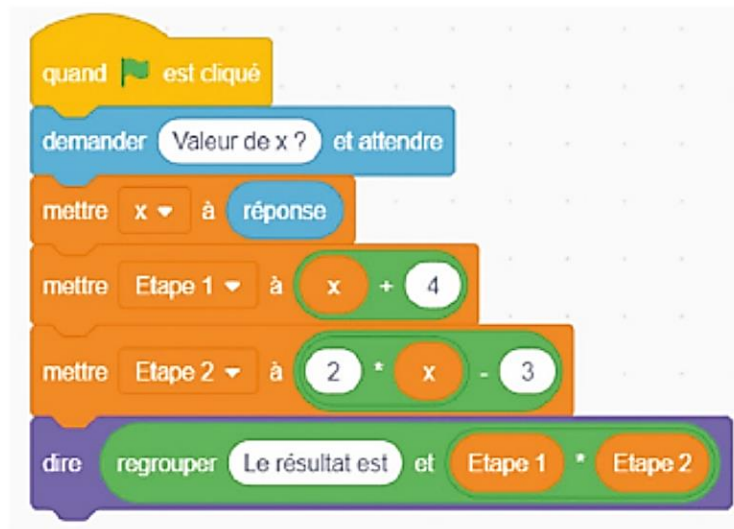 quand est cliqué
demander Valeur de x ? et attendre
mettre x à réponse
mettre Etape 1 à x + 4
mettre Etape 2 à 2 * x - 3
dire regrouper Le résultat est et Etape 1 * Etape 2